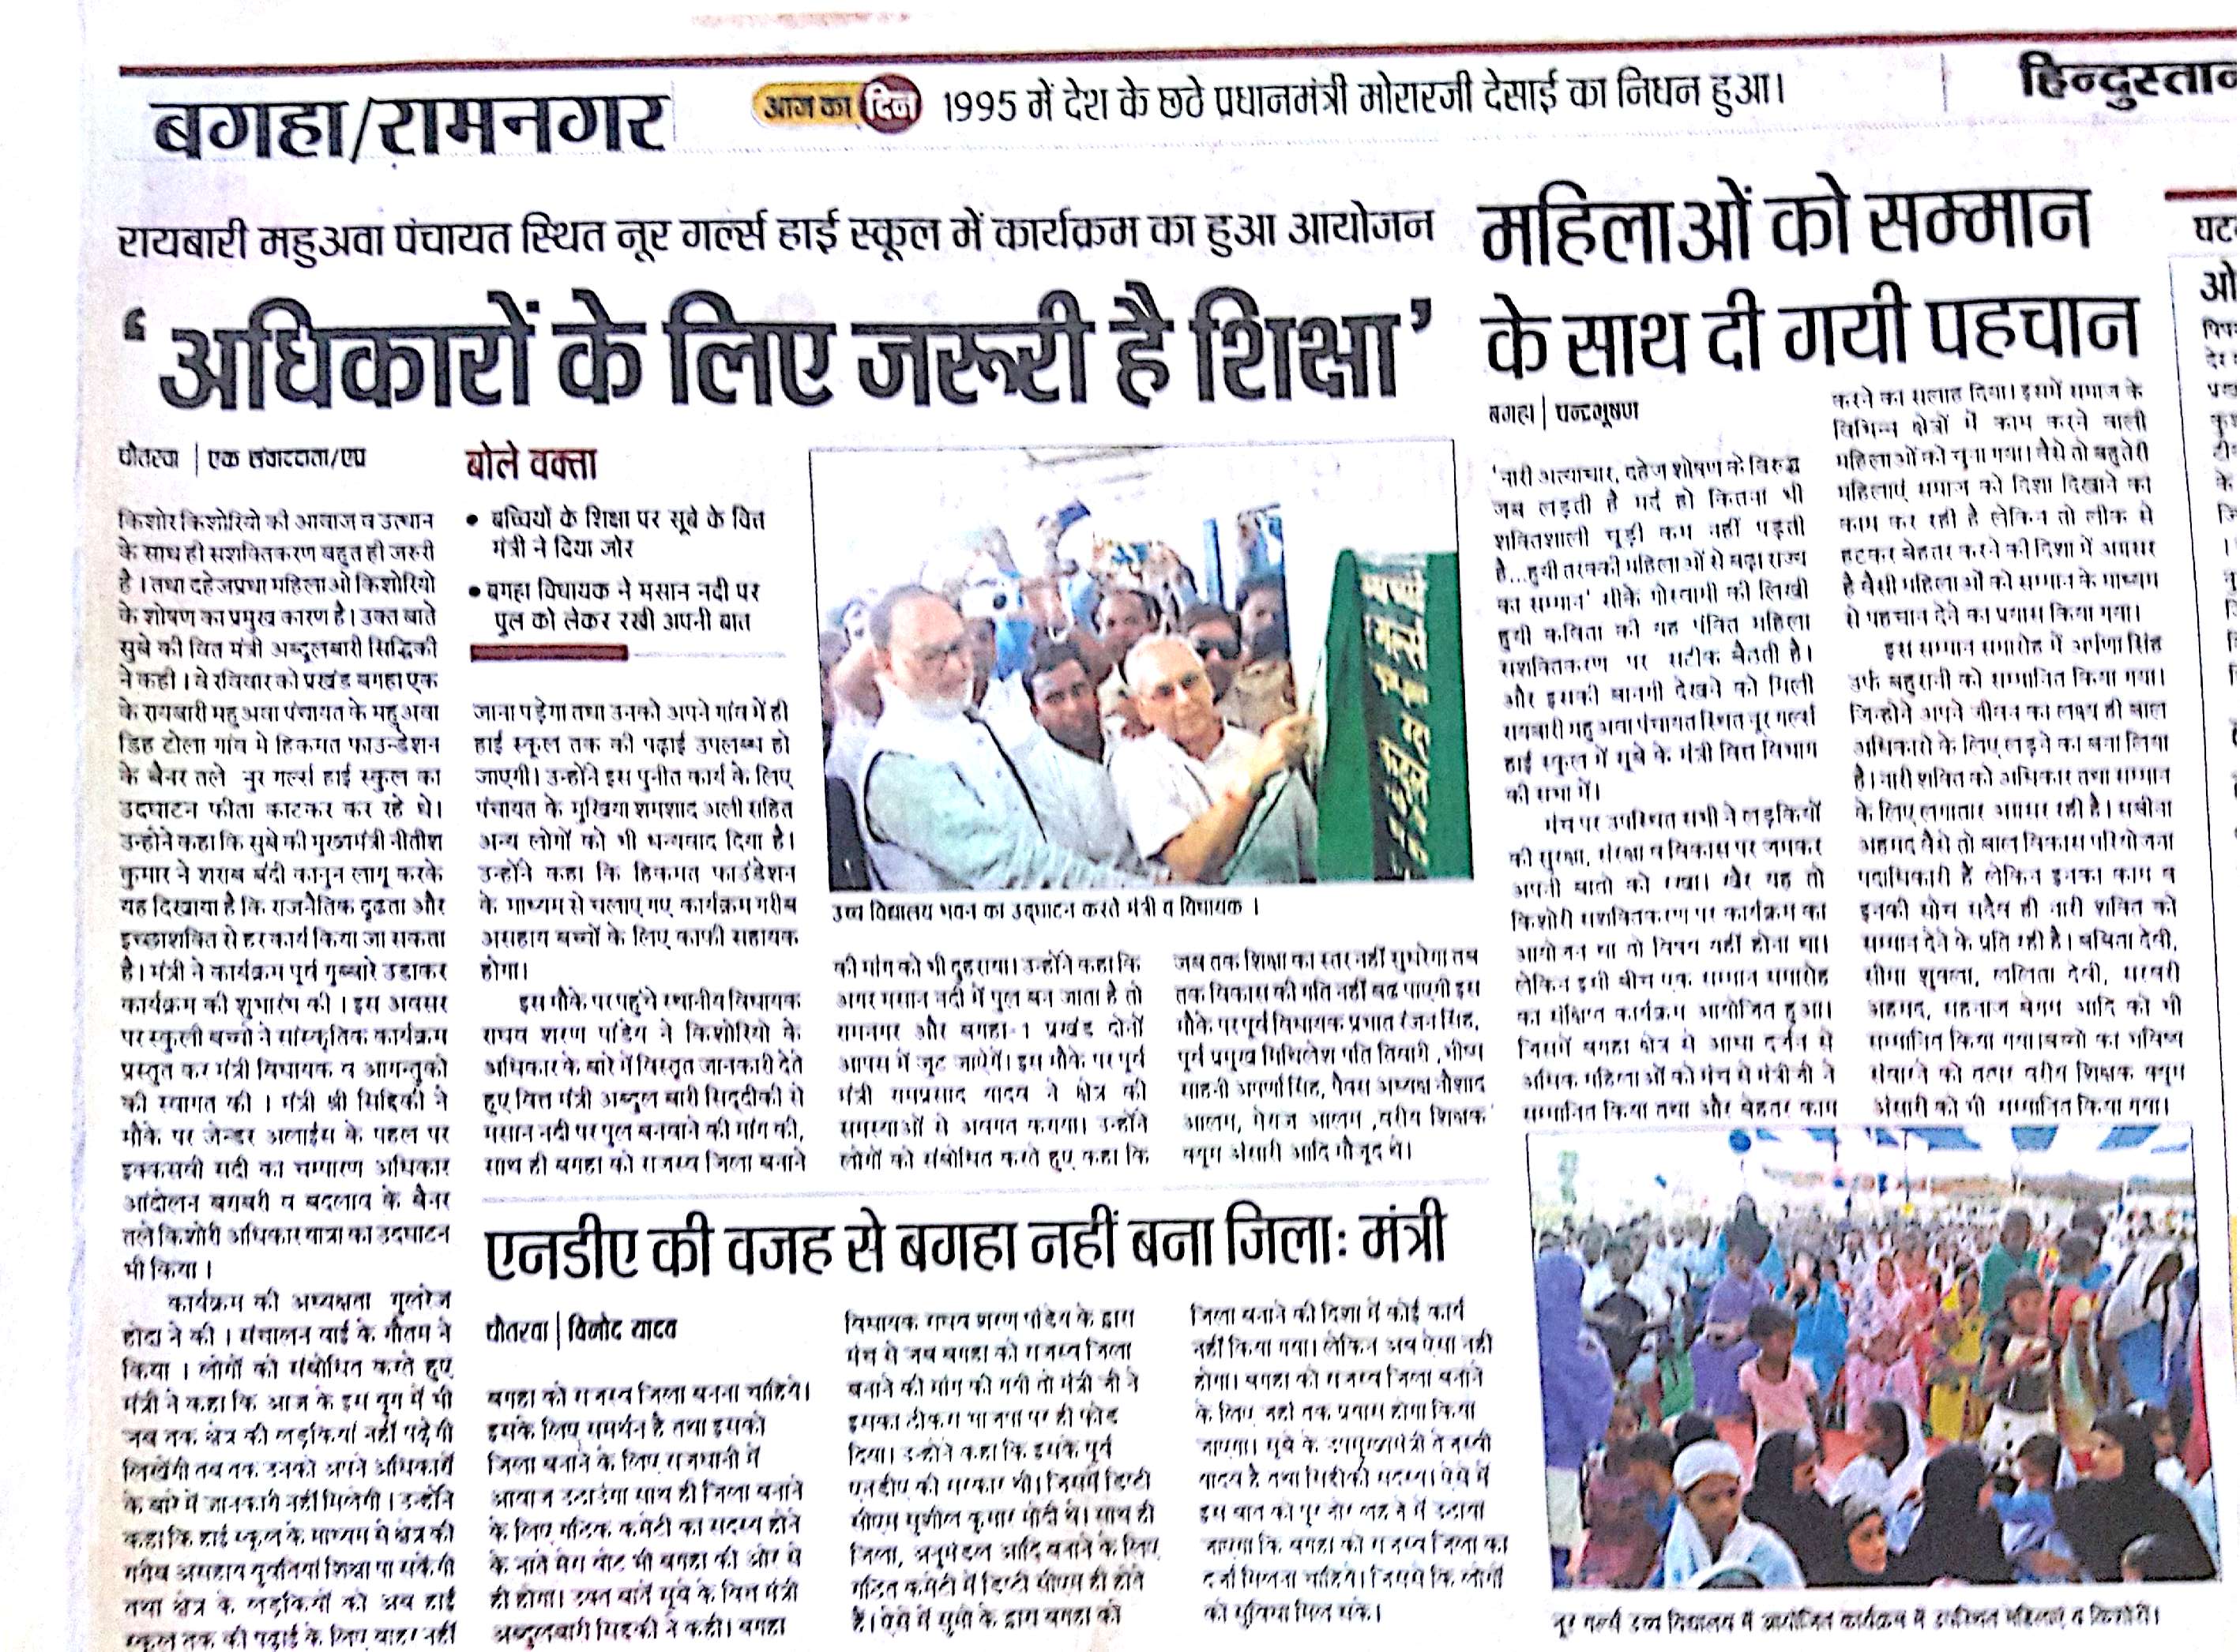 बगहा/रामनगर
आज का दिन 1995 में देश के छठे प्रधानमंत्री मोरारजी देसाई का निधन हुआ।
हिन्दुस्तान
रायबारी महुअवा पंचायत स्थित नूर गर्ल्स हाई स्कूल में कार्यक्रम का हुआ आयोजन
‘अधिकारों के लिए जरूरी है शिक्षा’
चौतरवा | एक संवाददाता/एप्र
किशोर किशोरियो की आवाज व उत्थान
के साथ ही सशक्तिकरण बहुत ही जरुरी
है। तथा दहेजप्रथा महिलाओ किशोरियो
के शोषण का प्रमुख कारण है। उक्त बाते
सुबे की वित मंत्री अब्दुलबारी सिद्धिकी
ने कही। वे रविवार को प्रखंड बगहा एक
के रायबारी महुअवा पंचायत के महुअवा
डिह टोला गांव मे हिकमत फाउन्डेशन
के बैनर तले नुर गर्ल्स हाई स्कुल का
उदघाटन फीता काटकर कर रहे थे।
उन्होने कहा कि सुबे की मुख्यमंत्री नीतीश
कुमार ने शराब बंदी कानुन लागू करके
यह दिखाया है कि राजनैतिक दृढता और
इच्छाशक्ति से हर कार्य किया जा सकता
है। मंत्री ने कार्यक्रम पूर्व गुब्बारे उडाकर
कार्यक्रम की शुभारंग की। इस अवसर
पर स्कुली बच्चो ने सांस्कृतिक कार्यक्रम
प्रस्तुत कर मंत्री विधायक व आगन्तुको
की स्वागत की। मंत्री श्री सिद्दिकी ने
मौके पर जेन्डर अलाईंस के पहल पर
इक्कसवी सदी का चम्पारण अधिकार
आंदोलन बराबरी व बदलाव के बैनर
तले किशोरी अधिकार यात्रा का उदघाटन
भी किया।
कार्यक्रम की अध्यक्षता गुलरेज
होदा ने की। संचालन वाई के गौतम ने
किया। लोगों को संबोधित करते हुए
मंत्री ने कहा कि आज के इस युग में भी
जब तक क्षेत्र की लड़कियां नहीं पढ़ेगी
लिखेंगी तब तक उनको अपने अधिकारों
के बारे में जानकारी नहीं मिलेगी। उन्होंने
कहा कि हाई स्कूल के माध्यम से क्षेत्र की
गरीब असहाय युवतियां शिक्षा पा सकेंगी
तथा क्षेत्र के लड़कियों को अब हाई
स्कूल तक की पढ़ाई के लिए बाहर नहीं
बोले वक्ता
• बच्चियों के शिक्षा पर सूबे के वित्त
मंत्री ने दिया जोर
• बगहा विधायक ने मसान नदी पर
पुल को लेकर रखी अपनी बात
जाना पड़ेगा तथा उनको अपने गांव में ही
हाई स्कूल तक की पढ़ाई उपलब्ध हो
जाएगी। उन्होंने इस पुनीत कार्य के लिए
पंचायत के मुखिया शमशाद अली सहित
अन्य लोगों को भी धन्यवाद दिया है।
उन्होंने कहा कि हिकमत फाउंडेशन
के माध्यम से चलाए गए कार्यक्रम गरीब
असहाय बच्चों के लिए काफी सहायक
होगा।
इस मौके पर पहुंचे स्थानीय विधायक
राघव शरण पांडेय ने किशोरियो के
अधिकार के बारे में विस्तृत जानकारी देते
हुए वित्त मंत्री अब्दुल बारी सिद्दीकी से
मसान नदी पर पुल बनवाने की मांग की,
साथ ही बगहा को राजस्व जिला बनाने
उच्च विद्यालय भवन का उद्घाटन करते मंत्री व विधायक।
की मांग को भी दुहराया। उन्होंने कहा कि
अगर मसान नदी में पुल बन जाता है तो
रामनगर और बगहा-1 प्रखंड दोनों
आपस में जूट जाएंगें। इस मौके पर पूर्व
मंत्री रामप्रसाद यादव ने क्षेत्र की
समस्याओं से अवगत कराया। उन्होंने
लोगों को संबोधित करते हुए कहा कि
जब तक शिक्षा का स्तर नहीं सुधरेगा तब
तक विकास की गति नहीं बढ पाएगी इस
मौके पर पूर्व विधायक प्रभात रंजन सिंह,
पूर्व प्रमुख मिथिलेश पति तिवारी, भीष्म
साहनी अपर्णा सिंह, पैक्स अध्यक्ष नौशाद
आलम, मेराज आलम, वरीय शिक्षक
क्यूम अंसारी आदि मौजूद थे।
एनडीए की वजह से बगहा नहीं बना जिला: मंत्री
चौतरवा | विनोद यादव
बगहा को राजस्व जिला बनना चाहिये।
इसके लिए समर्थन है तथा इसको
जिला बनाने के लिए राजधानी में
आवाज उठाउंगा साथ ही जिला बनाने
के लिए गठिक कमेटी का सदस्य होने
के नाते मेरा वोट भी बगहा की ओर से
ही होगा। उक्त बातें सूबे के वित्त मंत्री
अब्दुलबारी सिद्दकी ने कही। बगहा
विधायक राघव शरण पांडेय के द्वारा
मंच से जब बगहा को राजस्व जिला
बनाने की मांग की गयी तो मंत्री जी ने
इसका ठीकरा भाजपा पर ही फोड
दिया। उन्होंने कहा कि इसके पूर्व
एनडीए की सरकार थी। जिसमें डिप्टी
सीएम सुशील कुमार मोदी थे। साथ ही
जिला, अनुमंडल आदि बनाने के लिए
गठित कमेटी में डिप्टी सीएम ही होते
है। ऐसे में सुमो के द्वारा बगहा को
जिला बनाने की दिशा में कोई कार्य
नहीं किया गया। लेकिन अब ऐसा नही
होगा। बगहा को राजस्व जिला बनाने
के लिए जहां तक प्रयास होगा किया
जाएगा। सूबे के उपमुख्यमंत्री तेजस्वी
यादव है तथा सिद्दीकी सदस्य। ऐसे में
इस बात को पूर जोर लहजे में उठाया
जाएगा कि बगहा को राजस्व जिला का
दर्जा मिलना चाहिये। जिससे कि लोगों
को सुविधा मिल सके।
महिलाओं को सम्मान
के साथ दी गयी पहचान
बगहा | चन्द्रभूषण
‘नारी अत्याचार, दहेज शोषण के विरुद्ध
जब लड़ती है मर्द हो कितना भी
शक्तिशाली चूड़ी कम नहीं पड़ती
है...हुयी तरक्की महिलाओं से बढ़ा राज्य
का सम्मान’ सीके गोस्वामी की लिखी
हुयी कविता की यह पंक्ति महिला
सशक्तिकरण पर सटीक बैठती है।
और इसकी बानगी देखने को मिली
रायबारी महुअवा पंचायत स्थित नूर गर्ल्स
हाई स्कूल में सूबे के मंत्री वित्त विभाग
की सभा में।
मंच पर उपस्थित सभी ने लड़कियों
की सुरक्षा, संरक्षा व विकास पर जमकर
अपनी बातो को रखा। खैर यह तो
किशोरी सशक्तिकरण पर कार्यक्रम का
आयोजन था तो विषय यहीं होना था।
लेकिन इसी बीच एक सम्मान समारोह
का संक्षिप्त कार्यक्रम आयोजित हुआ।
जिसमें बगहा क्षेत्र से आधा दर्जन से
अधिक महिलाओं को मंच से मंत्री जी ने
सम्मानित किया तथा और बेहतर काम
करने का सलाह दिया। इसमें समाज के
विभिन्न क्षेत्रों में काम करने वाली
महिलाओं को चुना गया। वैसे तो बहुतेरी
महिलाएं समाज को दिशा दिखाने का
काम कर रही है लेकिन तो लीक से
हटकर बेहतर करने की दिशा में अग्रसर
है वैसी महिलाओं को सम्मान के माध्यम
से पहचान देने का प्रयास किया गया।
इस सम्मान समारोह में अर्पणा सिंह
उर्फ बहुरानी को सम्मानित किया गया।
जिन्होने अपने जीवन का लक्ष्य ही बाल
अधिकारो के लिए लड़ने का बना लिया
है। नारी शक्ति को अधिकार तथा सम्मान
के लिए लगातार अग्रसर रही है। सबीना
अहमद वैसे तो बाल विकास परियोजना
पदाधिकारी हैं लेकिन इनका काम व
इनकी सोच सदैव ही नारी शक्ति को
सम्मान देने के प्रति रही है। बबिता देवी,
सीमा शुक्ला, ललिता देवी,
अहमद, सहनाज बेगम आदि को भी
सम्मानित किया गया। बच्चो का भविष्य
संवारने को तत्पर वरीय शिक्षक क्यूम
अंसारी को भी सम्मानित किया गया।
नूर गर्ल्स उच्च विद्यालय में आयोजित कार्यक्रम में उपस्थित महिलाएं व किशोरी।